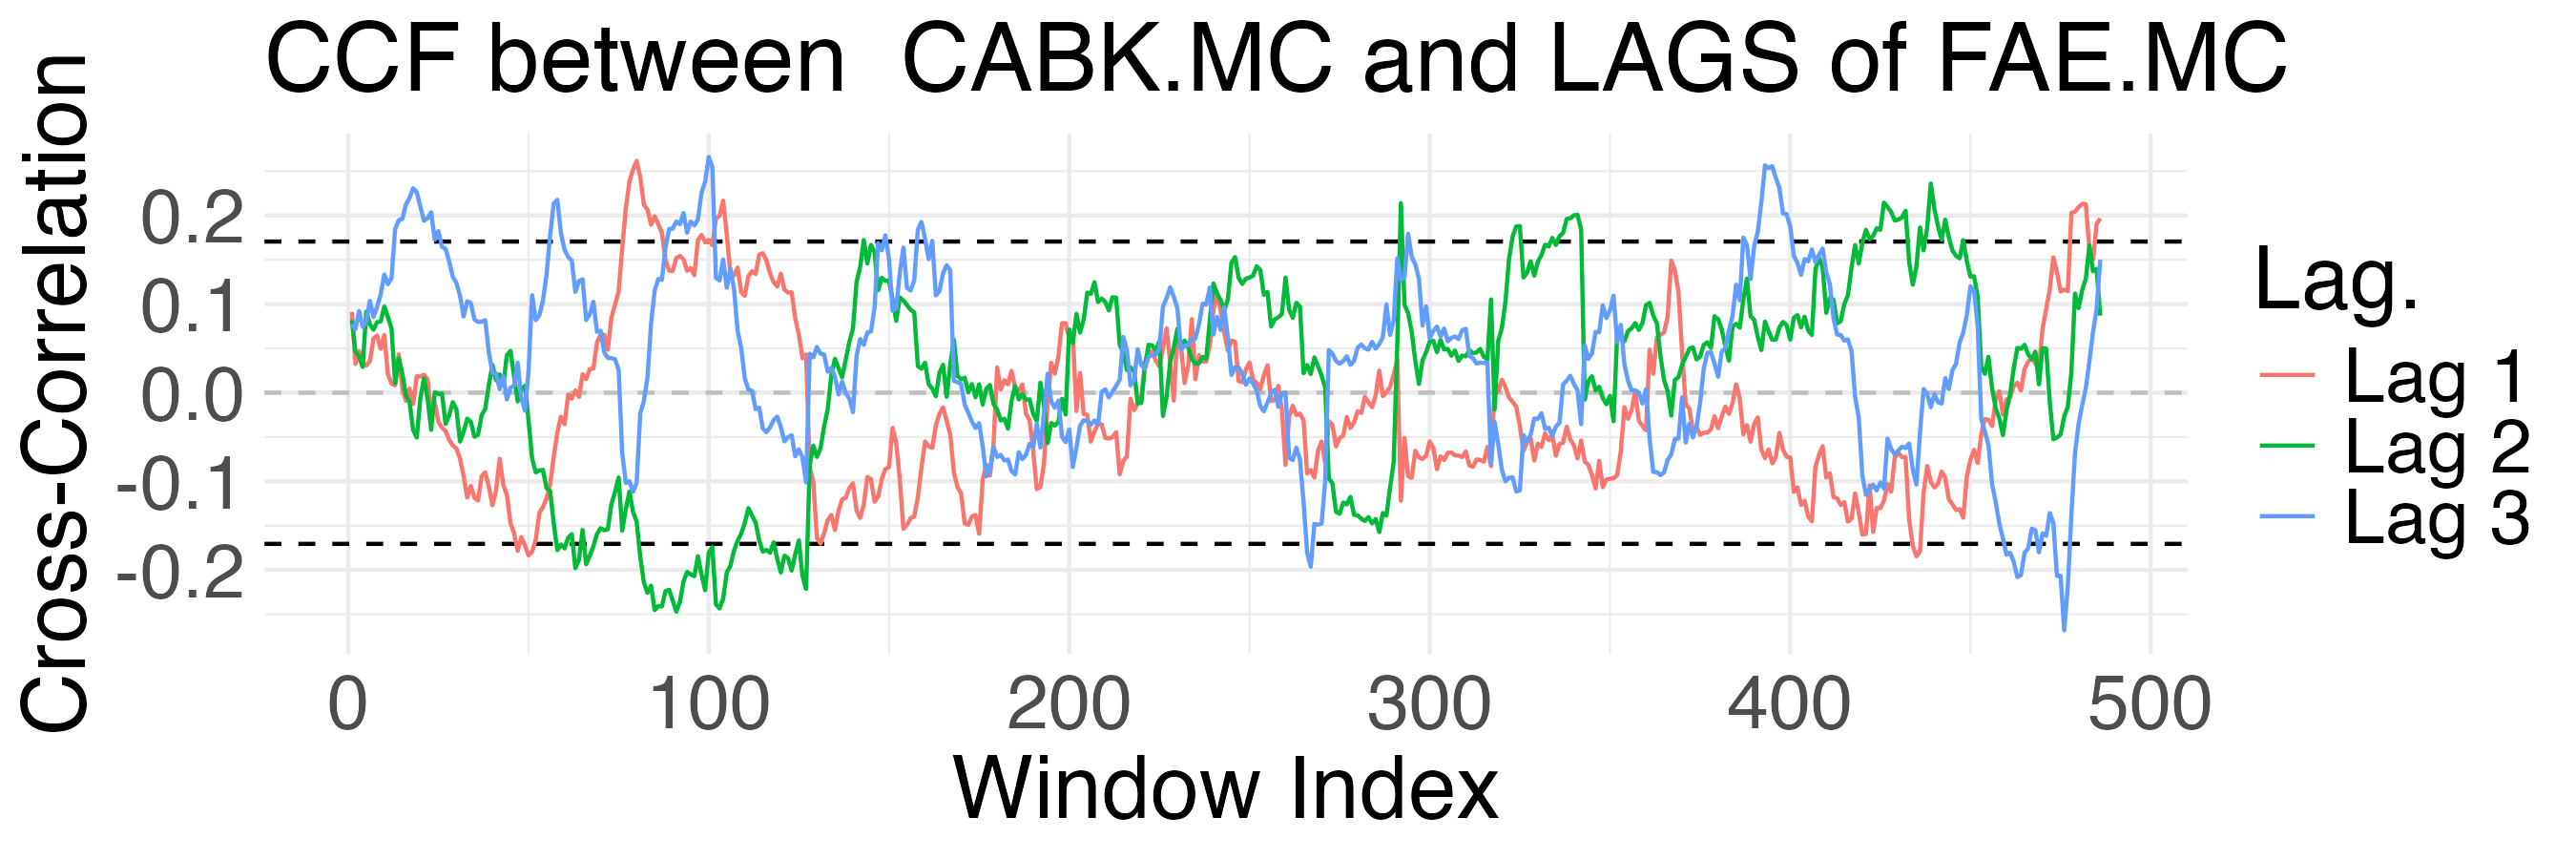 CCF between  CABK.MC and LAGS of FAE.MC
Cross-Correlation
0.2
0.1
0.0
-0.1
-0.2
0 100 200 300 400 500
Window Index
Lag.
Lag 1
Lag 2
Lag 3